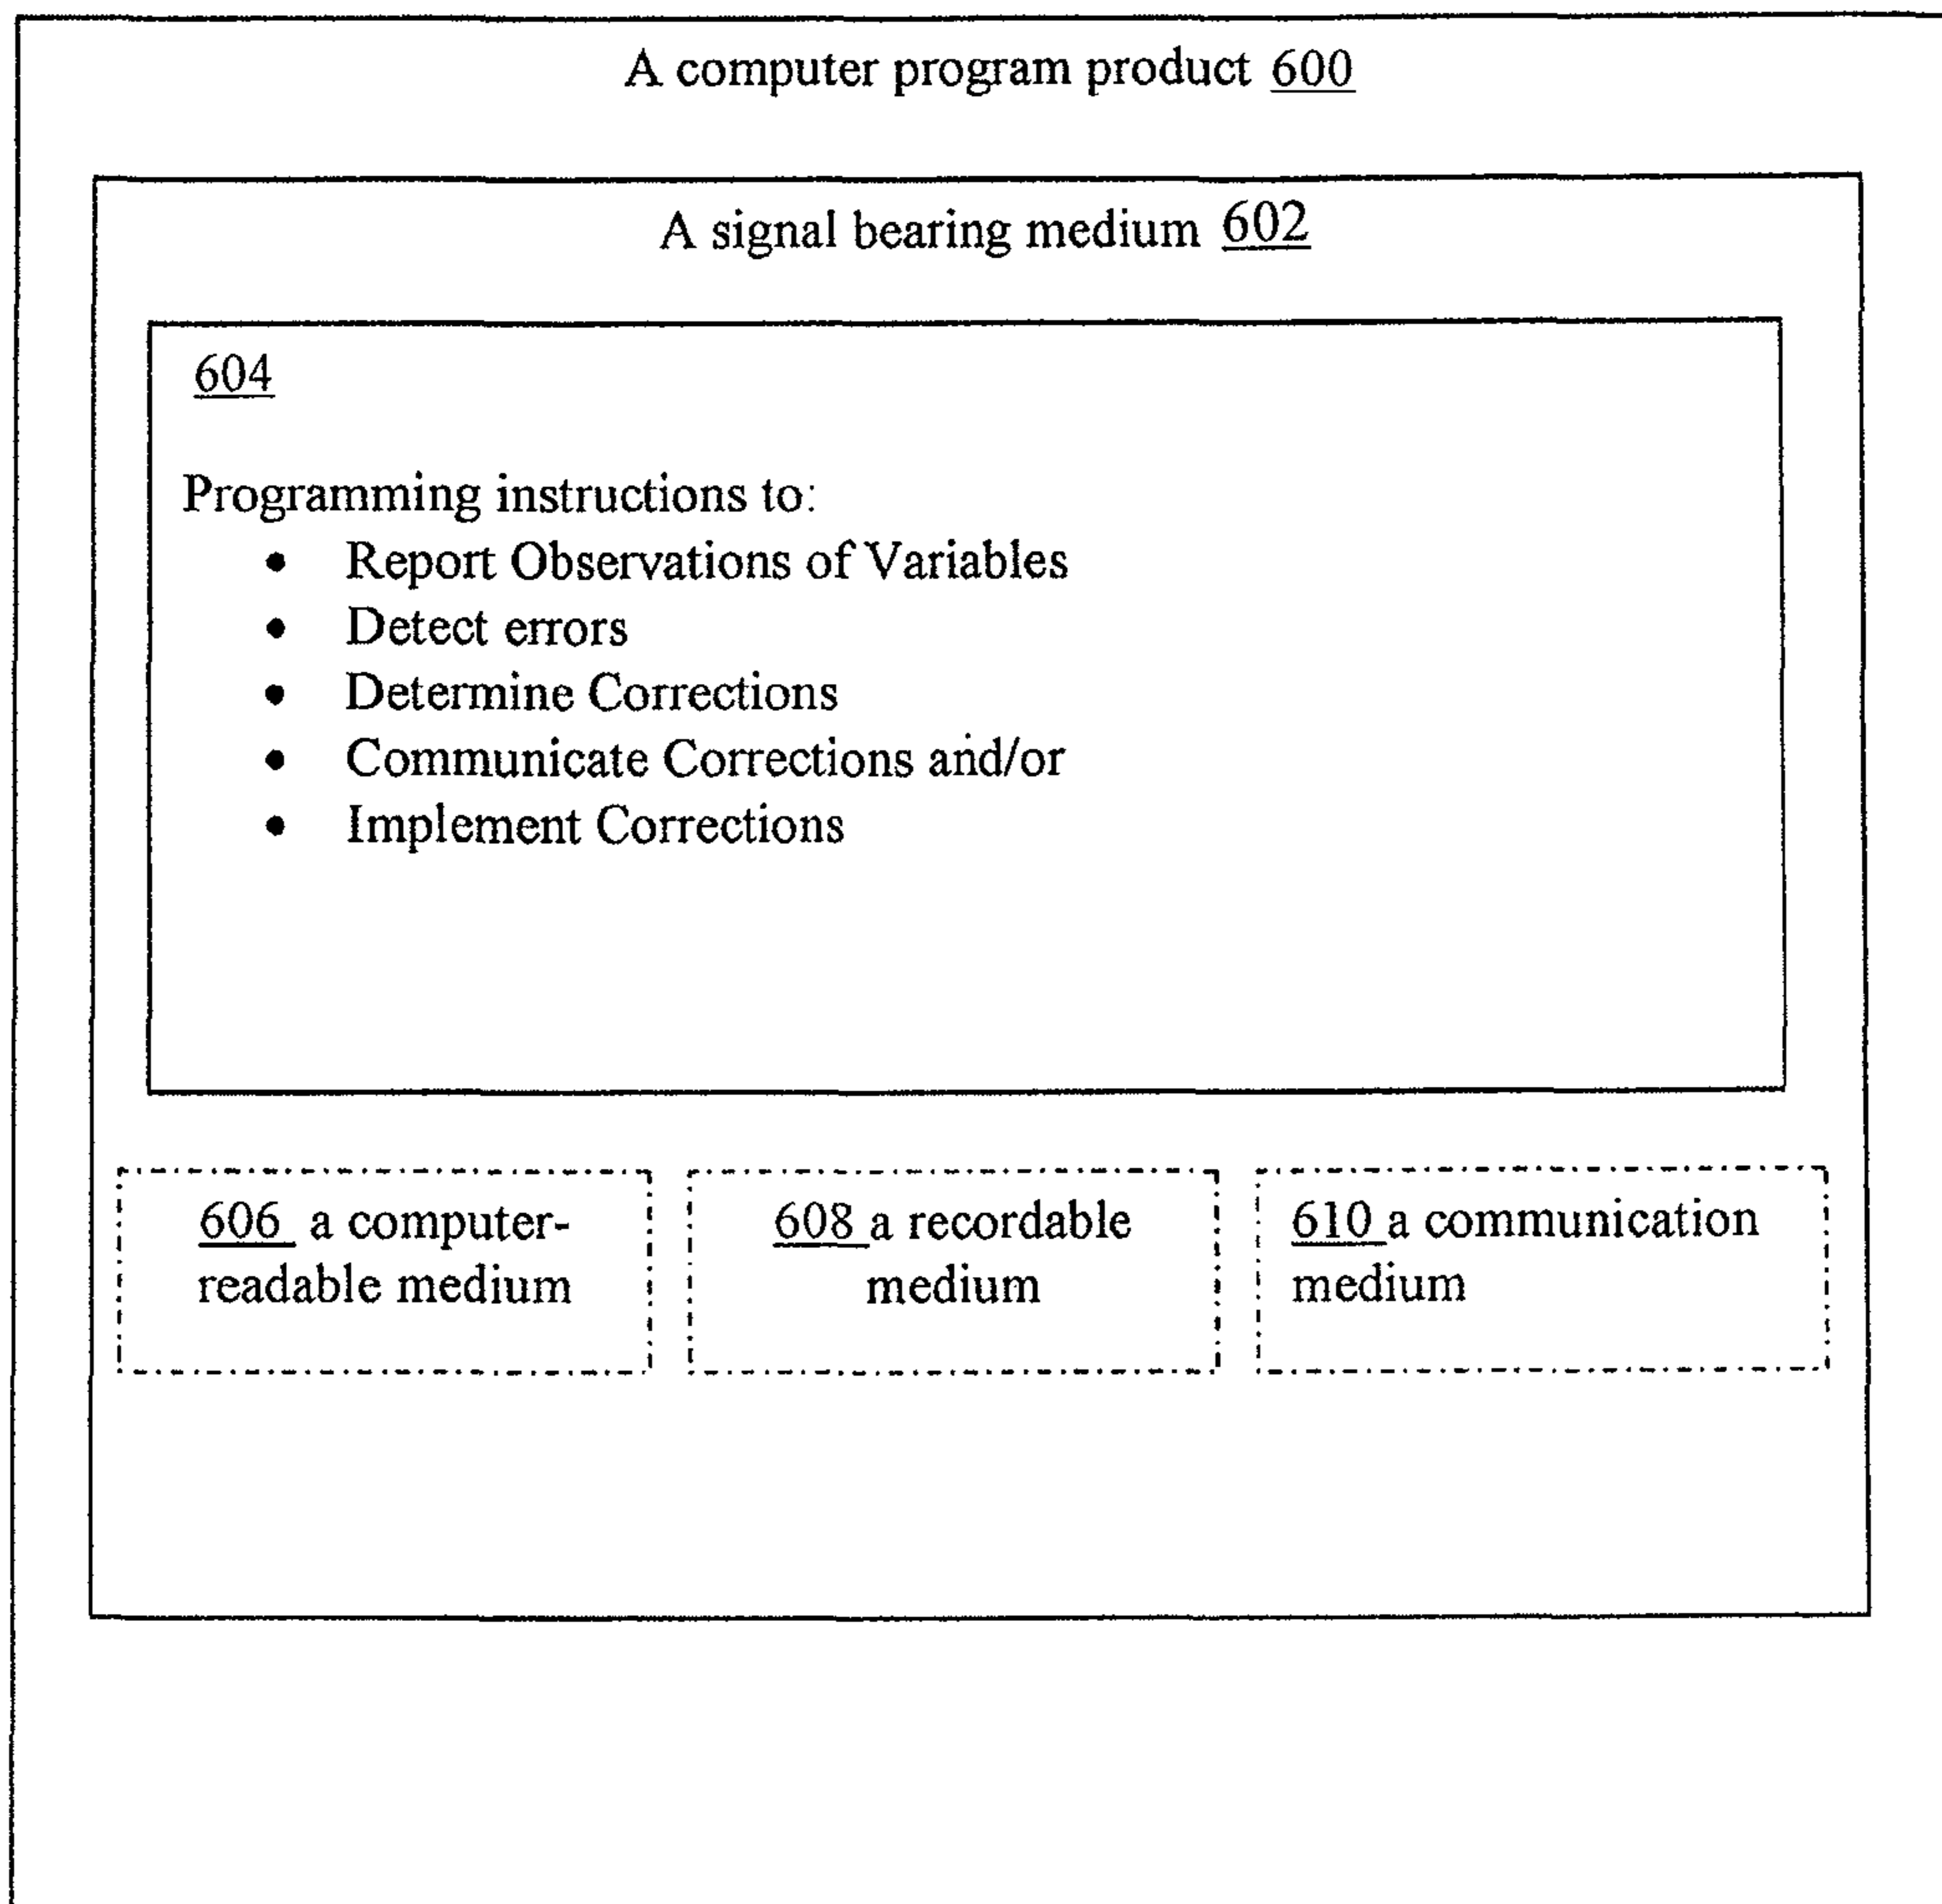 A computer program product 600
A signal bearing medium 602
604
Programming instructions to:
• Report Observations of Variables
• Detect errors
• Determine Corrections
• Communicate Corrections and/or
• Implement Corrections
606 a computer-
readable medium
608 a recordable
medium
610 a communication
medium